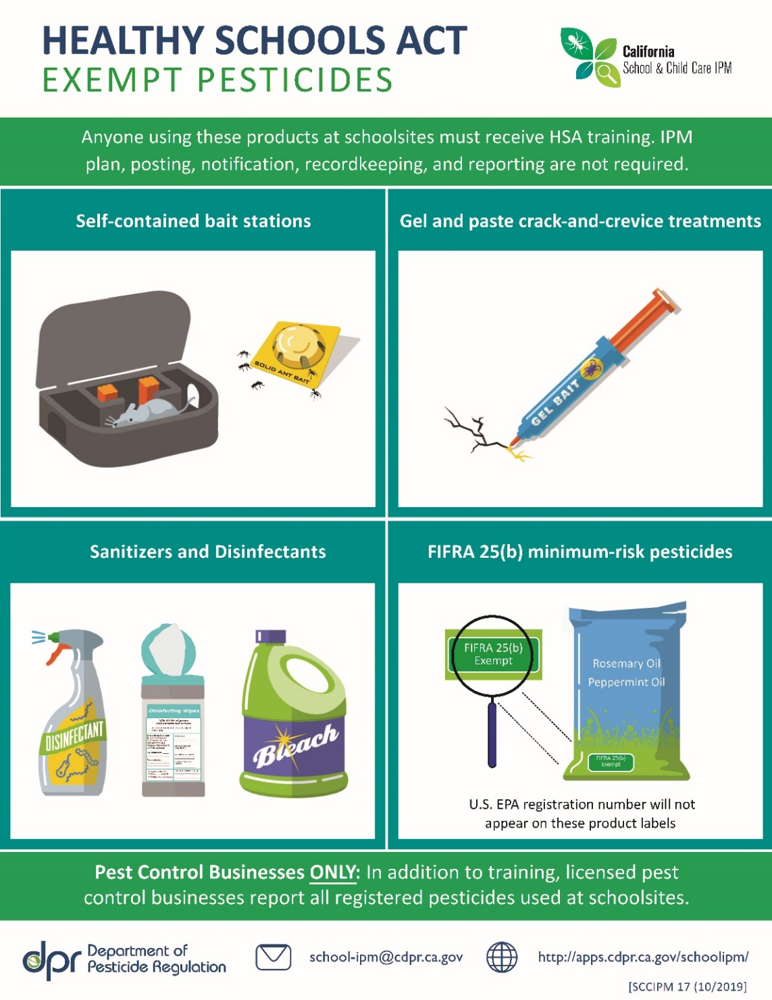 HEALTHY SCHOOLS ACT
EXEMPT PESTICIDES
California
School & Child Care IPM
Anyone using these products at schoolsites must receive HSA training. IPM
plan, posting, notification, recordkeeping, and reporting are not required.
Self-contained bait stations
SOLID ANT BAIT
Gel and paste crack-and-crevice treatments
GEL BAIT
Sanitizers and Disinfectants
DISINFECTANT
Disinfecting Wipes
Bleach
FIFRA 25(b) minimum-risk pesticides
FIFRA 25(b)
Exempt
Rosemary Oil
Peppermint Oil
FIFRA 25(b)
Exempt
U.S. EPA registration number will not
appear on these product labels
Pest Control Businesses ONLY: In addition to training, licensed pest
control businesses report all registered pesticides used at schoolsites.
dpr
Department of
Pesticide Regulation
school-ipm@cdpr.ca.gov
http://apps.cdpr.ca.gov/schoolipm/
[SCCIPM 17 (10/2019]